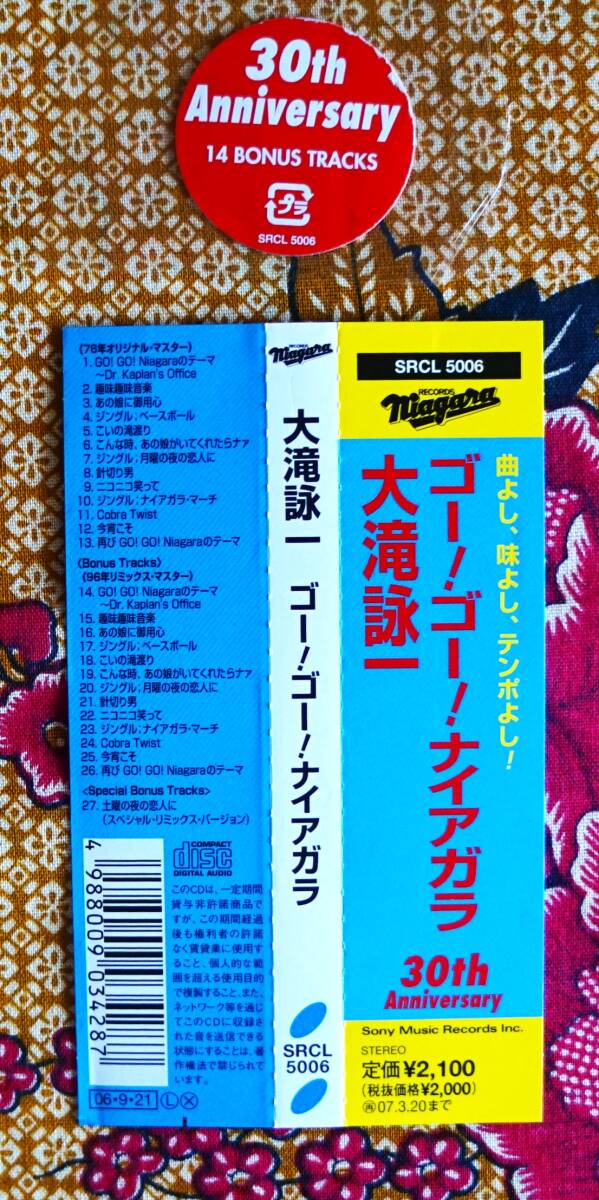 30th
Anniversary
14 BONUS TRACKS
プラ
SRCL 5006
〈76年オリジナル・マスター〉
1. GO! GO! Niagaraのテーマ
〜Dr. Kaplan's Office
2. 趣味趣味音楽
3. あの娘に御用心
4. ジングル;ベースボール
5. こいの滝渡り
6. こんな時、あの娘がいてくれたらナァ
7. ジングル;月曜の夜の恋人に
8. 針切り男
9. ニコニコ笑って
10. ジングル;ナイアガラ・マーチ
11. Cobra Twist
12. 今宵こそ
13. 再び GO! GO! Niagaraのテーマ
〈Bonus Tracks〉
〈96年リミックス・マスター〉
14. GO! GO! Niagaraのテーマ
〜Dr. Kaplan's Office
15. 趣味趣味音楽
16. あの娘に御用心
17. ジングル;ベースボール
18. こいの滝渡り
19. こんな時、あの娘がいてくれたらナァ
20. ジングル;月曜の夜の恋人に
21. 針切り男
22. ニコニコ笑って
23. ジングル;ナイアガラ・マーチ
24. Cobra Twist
25. 今宵こそ
26. 再び GO! GO! Niagaraのテーマ
<Special Bonus Tracks>
27. 土曜の夜の恋人に
(スペシャル・リミックス・バージョン)
4988009034287
COMPACT
disc
DIGITAL AUDIO
このCDは、一定期間
貸与非許諾商品で
すが、この期間経過
後も権利者の許諾
なく賃貸業に使用す
ること、個人的な範
囲を超える使用目的
で複製すること、また、
ネットワーク等を通じ
てこのCDに収録さ
れた音を送信できる
状態にすることは、著
作権法で禁じられて
います。
06・9・21 Ⓛ Ⓧ
RECORDS
Niagara
大滝詠一 ゴー!ゴー!ナイアガラ
SRCL
5006
SRCL 5006
RECORDS
Niagara
曲よし、味よし、テンポよし!
ゴー!ゴー!ナイアガラ
大滝詠一
30th
Anniversary
Sony Music Records Inc.
STEREO
定価¥2,100
(税抜価格¥2,000)
㊢07.3.20まで